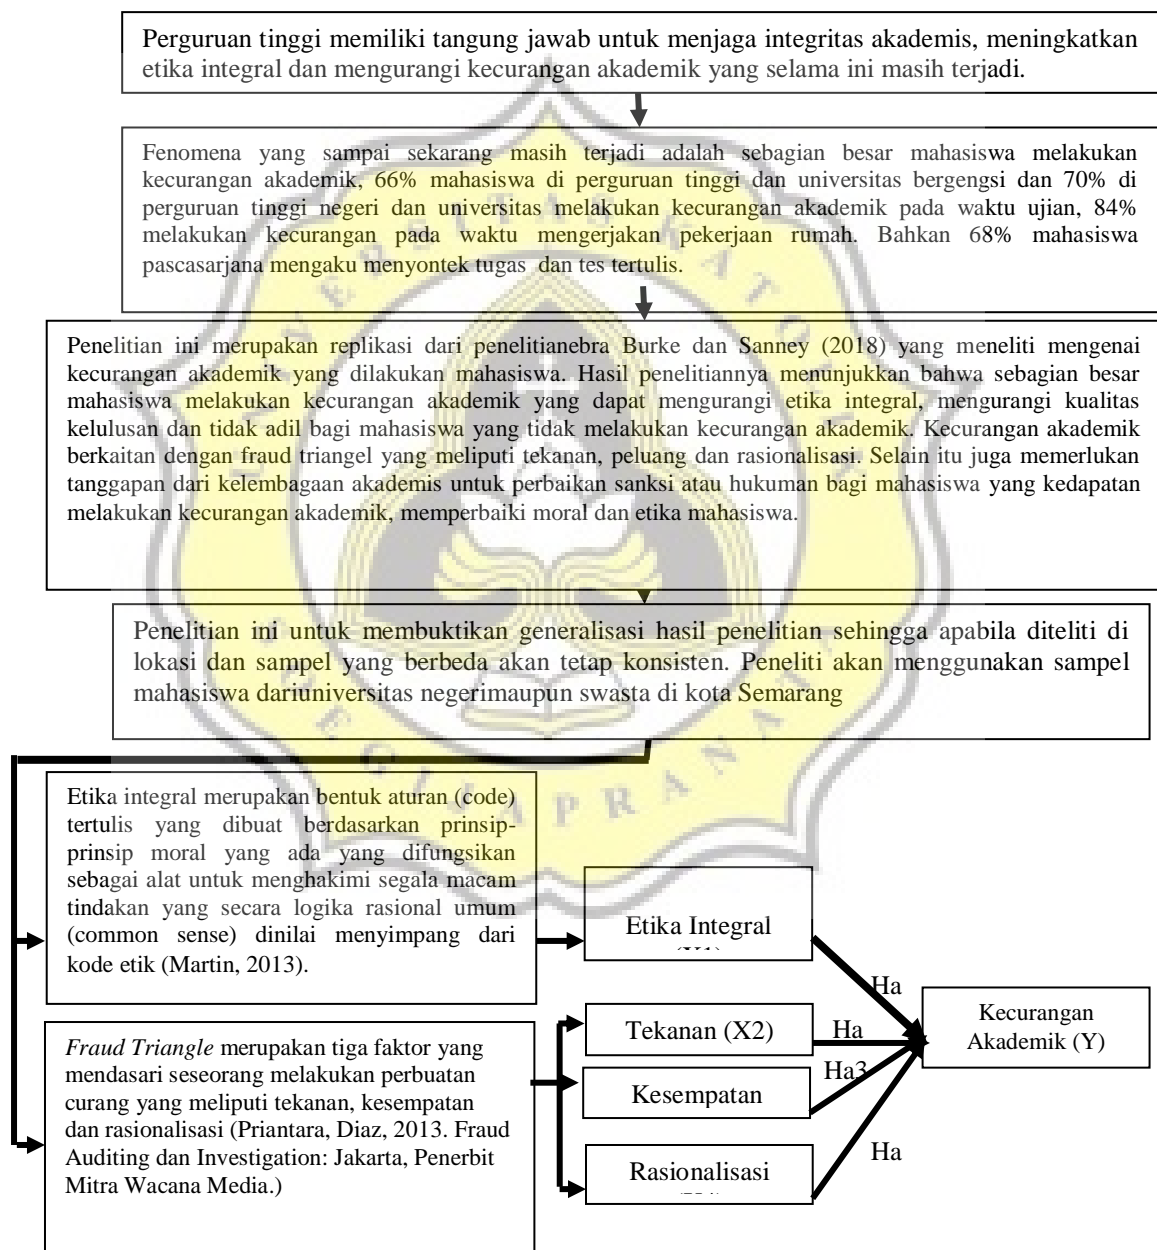 Perguruan tinggi memiliki tangung jawab untuk menjaga integritas akademis, meningkatkan
etika integral dan mengurangi kecurangan akademik yang selama ini masih terjadi.
Fenomena yang sampai sekarang masih terjadi adalah sebagian besar mahasiswa melakukan
kecurangan akademik, 66% mahasiswa di perguruan tinggi dan universitas bergengsi dan 70% di
perguruan tinggi negeri dan universitas melakukan kecurangan akademik pada waktu ujian, 84%
melakukan kecurangan pada waktu mengerjakan pekerjaan rumah. Bahkan 68% mahasiswa
pascasarjana mengaku menyontek tugas dan tes tertulis.
Penelitian ini merupakan replikasi dari penelitianebra Burke dan Sanney (2018) yang meneliti mengenai
kecurangan akademik yang dilakukan mahasiswa. Hasil penelitiannya menunjukkan bahwa sebagian besar
mahasiswa melakukan kecurangan akademik yang dapat mengurangi etika integral, mengurangi kualitas
kelulusan dan tidak adil bagi mahasiswa yang tidak melakukan kecurangan akademik. Kecurangan akademik
berkaitan dengan fraud triangel yang meliputi tekanan, peluang dan rasionalisasi. Selain itu juga memerlukan
tanggapan dari kelembagaan akademis untuk perbaikan sanksi atau hukuman bagi mahasiswa yang kedapatan
melakukan kecurangan akademik, memperbaiki moral dan etika mahasiswa.
Penelitian ini untuk membuktikan generalisasi hasil penelitian sehingga apabila diteliti di
lokasi dan sampel yang berbeda akan tetap konsisten. Peneliti akan menggunakan sampel
mahasiswa dariuniversitas negerimaupun swasta di kota Semarang
Etika integral merupakan bentuk aturan (code)
tertulis yang dibuat berdasarkan prinsip-
prinsip moral yang ada yang difungsikan
sebagai alat untuk menghakimi segala macam
tindakan yang secara logika rasional umum
(common sense) dinilai menyimpang dari
kode etik (Martin, 2013).
Etika Integral
Ha
Fraud Triangle merupakan tiga faktor yang
mendasari seseorang melakukan perbuatan
curang yang meliputi tekanan, kesempatan
dan rasionalisasi (Priantara, Diaz, 2013. Fraud
Auditing dan Investigation: Jakarta, Penerbit
Mitra Wacana Media.)
Tekanan (X2)
Ha
Kesempatan
Ha3
Rasionalisasi
Ha
Kecurangan
Akademik (Y)
UNIVERSITAS KATOLIK
SOEGIJAPRANATA